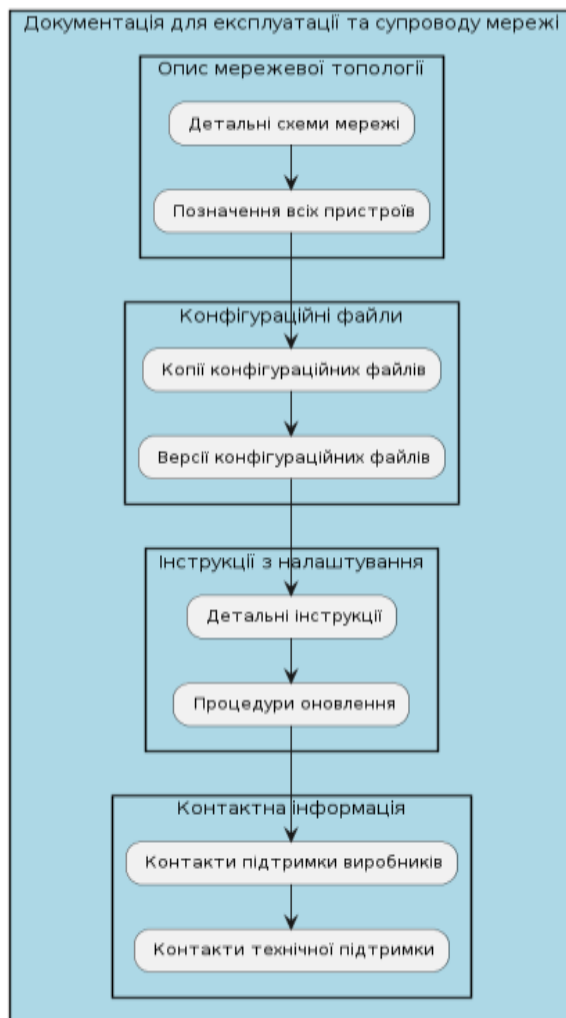 Документація для експлуатації та супроводу мережі
Опис мережевої топології
Детальні схеми мережі
Позначення всіх пристроїв
Конфігураційні файли
Копії конфігураційних файлів
Версії конфігураційних файлів
Інструкції з налаштування
Детальні інструкції
Процедури оновлення
Контактна інформація
Контакти підтримки виробників
Контакти технічної підтримки